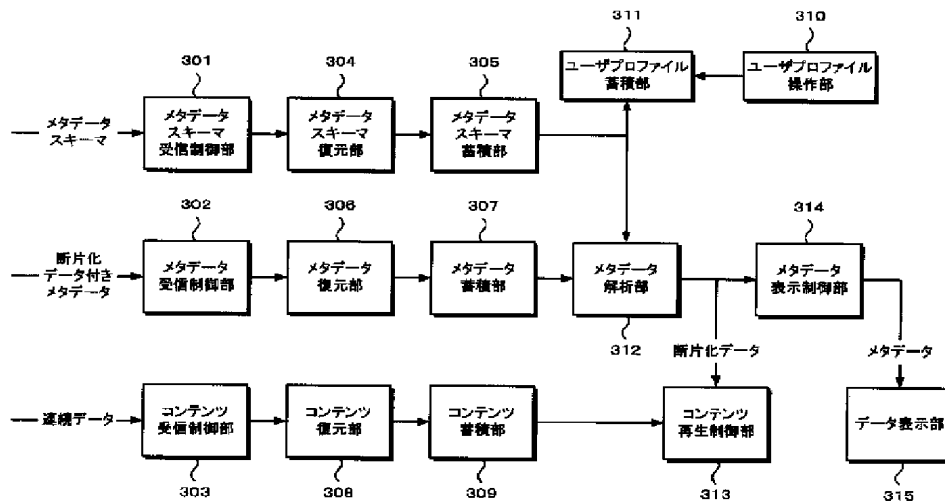 311
310
ユーザプロファイル
蓄積部
ユーザプロファイル
操作部
301
304
305
メタデータ
スキーマ
メタデータ
スキーマ
受信制御部
メタデータ
スキーマ
復元部
メタデータ
スキーマ
蓄積部
302
306
307
314
断片化
データ付き
メタデータ
メタデータ
受信制御部
メタデータ
復元部
メタデータ
蓄積部
メタデータ
解析部
メタデータ
表示制御部
312
断片化データ
メタデータ
連続データ
コンテンツ
受信制御部
コンテンツ
復元部
コンテンツ
蓄積部
コンテンツ
再生制御部
データ表示部
303
308
309
313
315